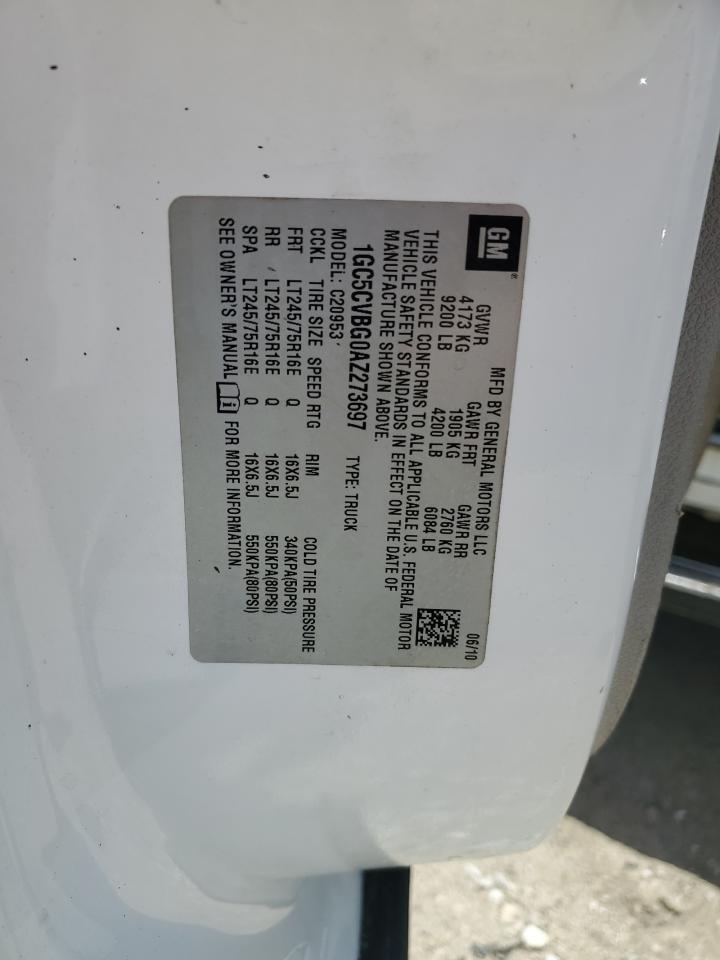 GM®
MFD BY GENERAL MOTORS LLC 06/10
GVWR GAWR FRT GAWR RR
4173 KG 1905 KG 2760 KG
9200 LB 4200 LB 6084 LB
THIS VEHICLE CONFORMS TO ALL APPLICABLE U.S. FEDERAL MOTOR
VEHICLE SAFETY STANDARDS IN EFFECT ON THE DATE OF
MANUFACTURE SHOWN ABOVE.
1GC5CVBG0AZ273697 TYPE: TRUCK
MODEL: C20953
CCKL TIRE SIZE SPEED RTG RIM COLD TIRE PRESSURE
FRT LT245/75R16E Q 16X6.5J 340KPA(50PSI)
RR LT245/75R16E Q 16X6.5J 550KPA(80PSI)
SPA LT245/75R16E Q 16X6.5J 550KPA(80PSI)
SEE OWNER'S MANUAL i FOR MORE INFORMATION.